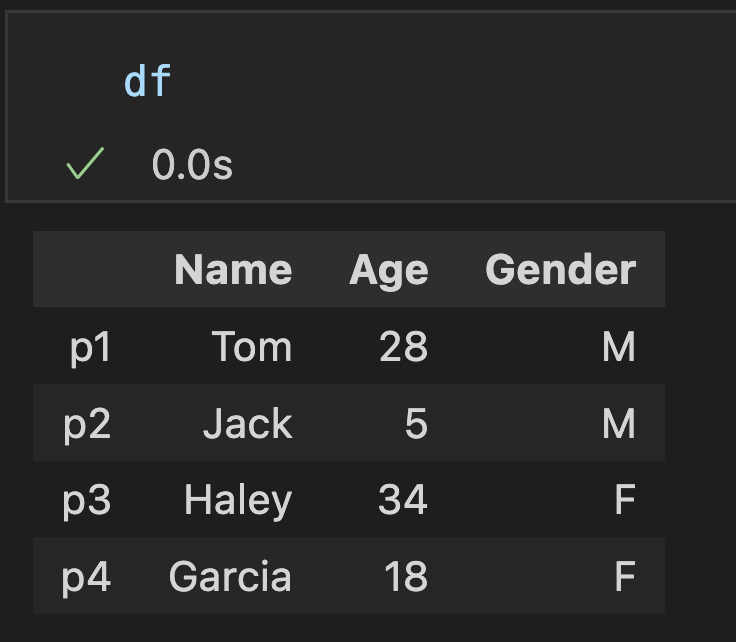 df
0.0s
Name Age Gender
p1 Tom 28 M
p2 Jack 5 M
p3 Haley 34 F
p4 Garcia 18 F